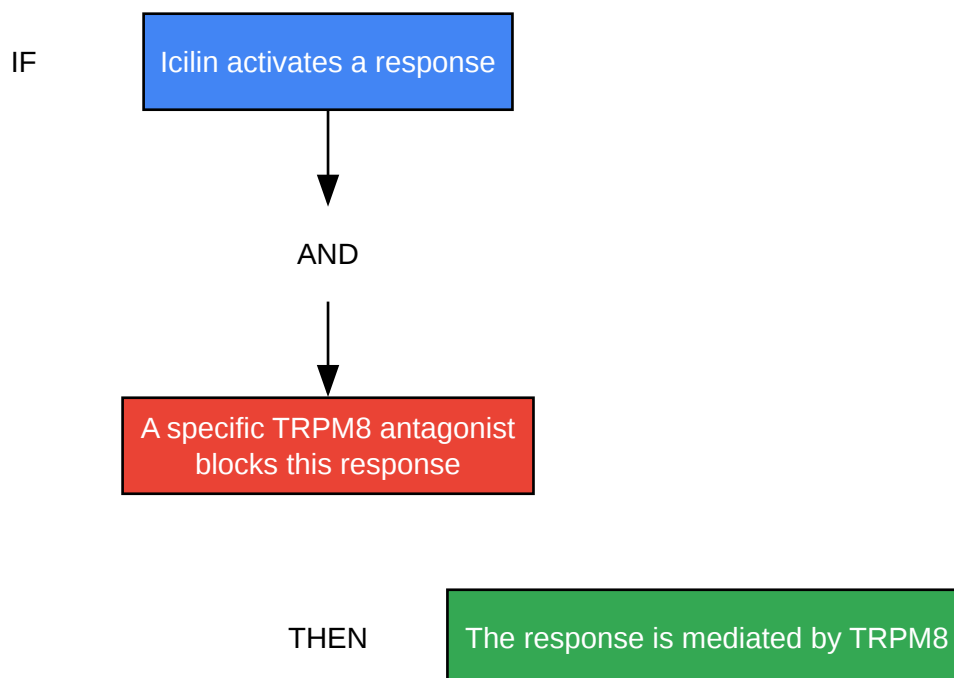 IF
Icilin activates a response
AND
A specific TRPM8 antagonist
blocks this response
THEN
The response is mediated by TRPM8